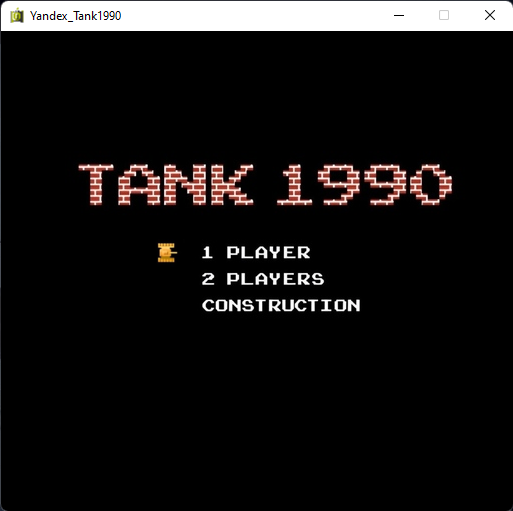 Yandex_Tank1990
TANK 1990
1 PLAYER
2 PLAYERS
CONSTRUCTION